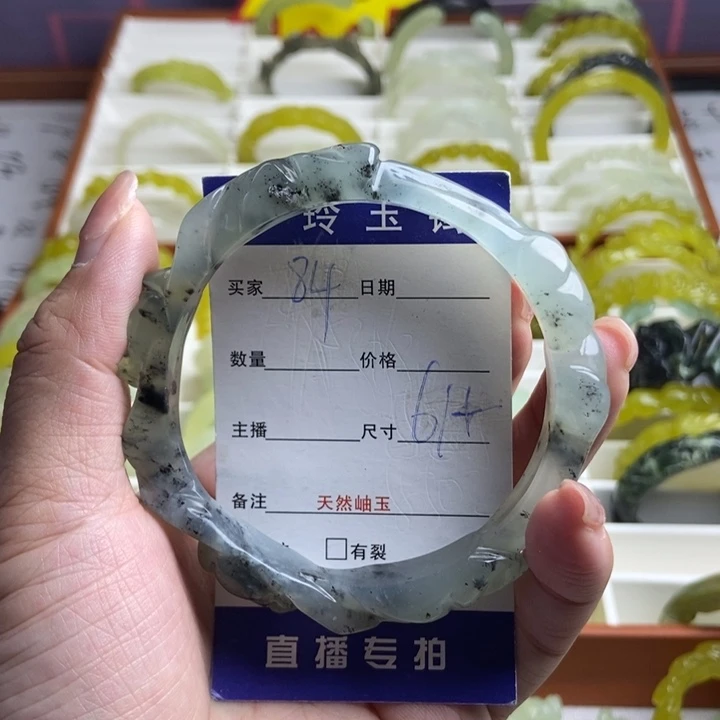 玲玉
买家 84 日期
数量 价格
主播 尺寸 61+
备注 天然岫玉
□有裂
直播专拍